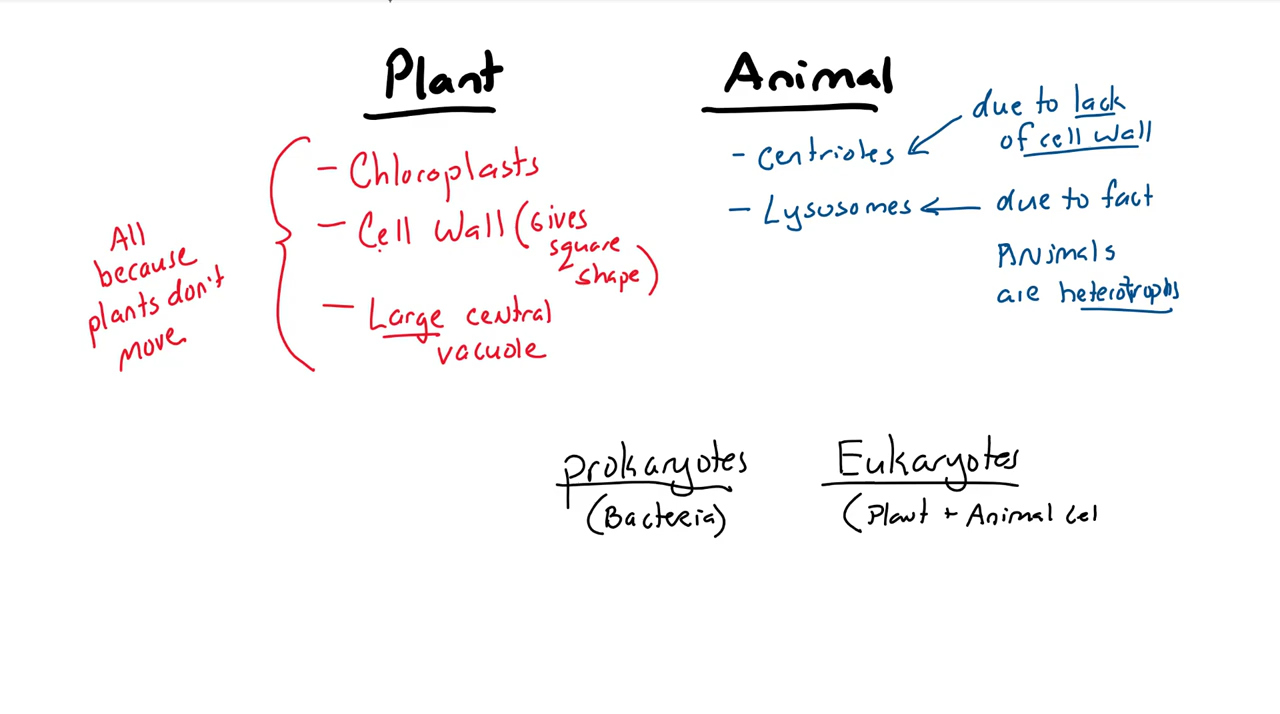 Plant
- Chloroplasts
- Cell Wall (Gives
square
shape)
- Large central
vacuole
All
because
plants don't
move
Animal
- Centrioles
due to lack
of cell wall
- Lysosomes
due to fact
Animals
are heterotrophs
Prokaryotes
(Bacteria)
Eukaryotes
(Plant + Animal Cel